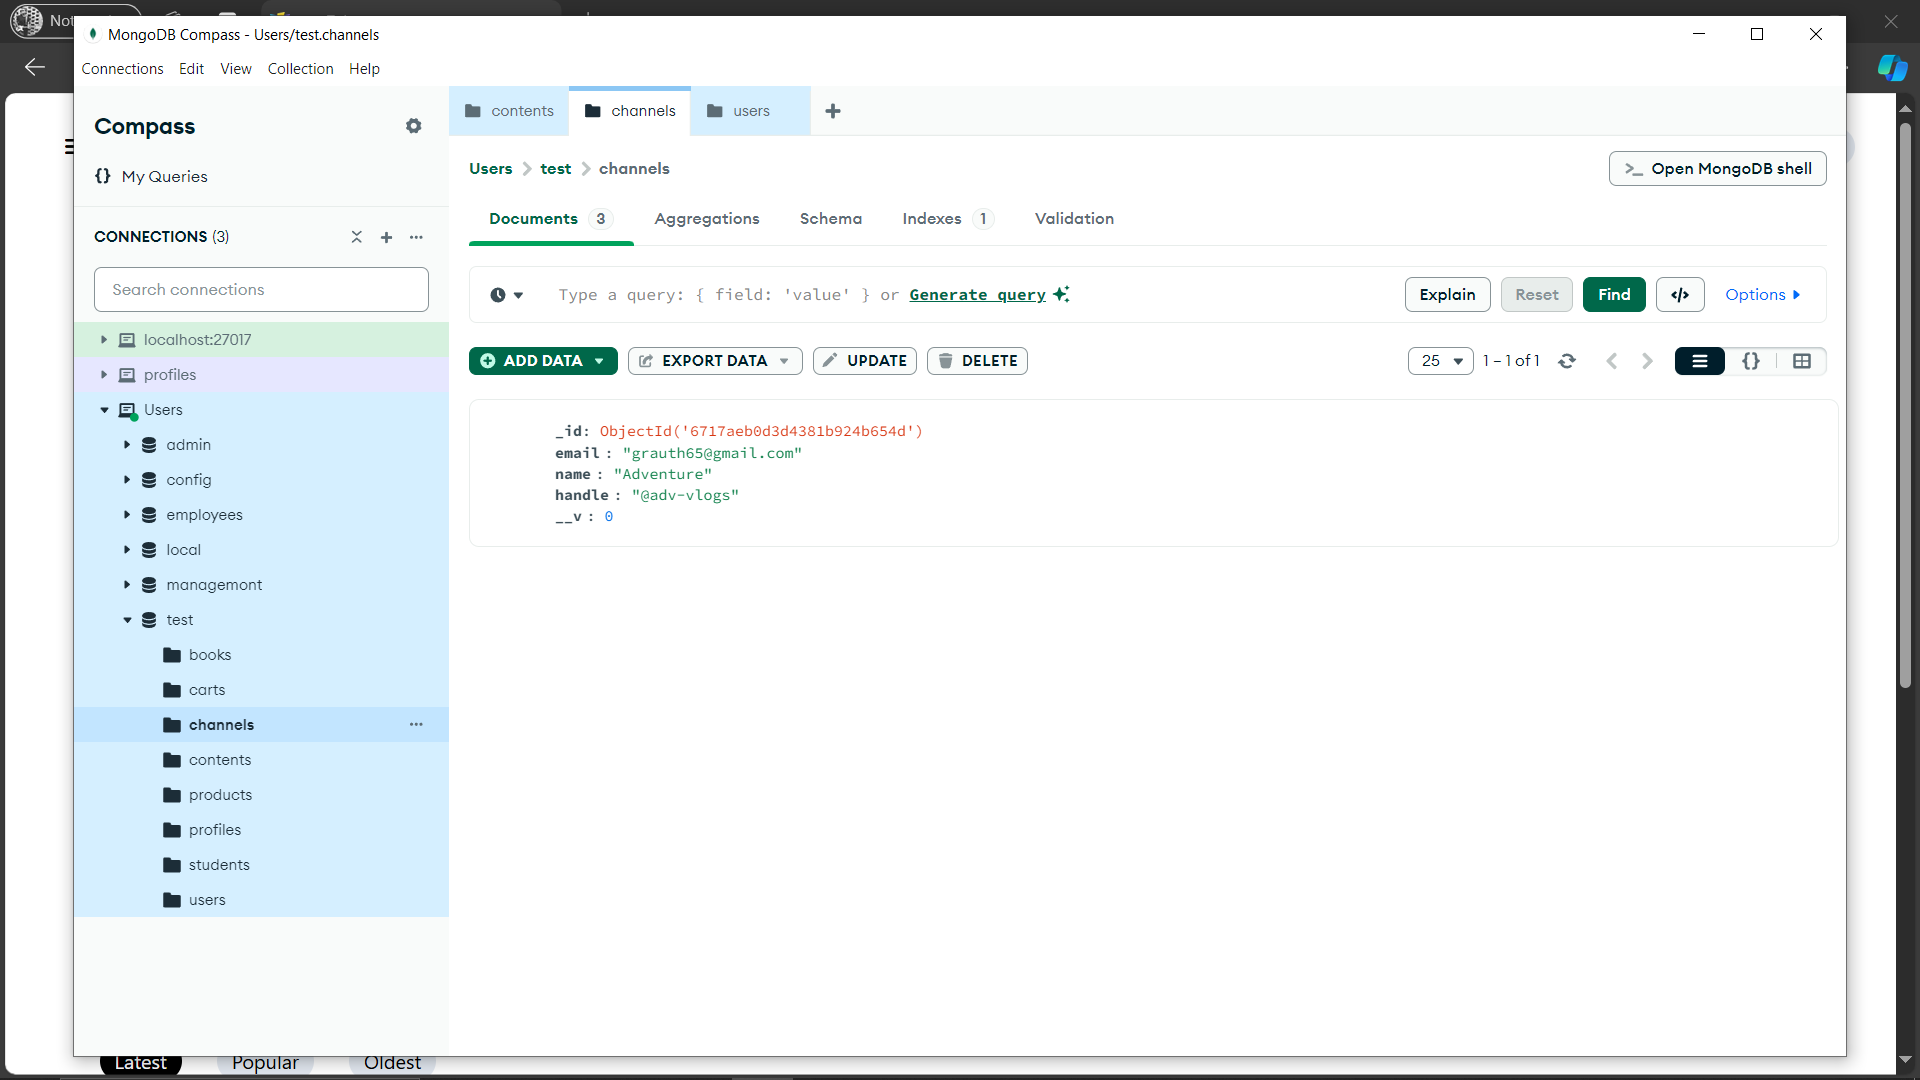 Not
MongoDB Compass - Users/test.channels
Connections Edit View Collection Help
Compass
{} My Queries
CONNECTIONS (3)
Search connections
localhost:27017
profiles
Users
admin
config
employees
local
managemont
test
books
carts
channels
contents
products
profiles
students
users
contents channels users
Users > test > channels
>_ Open MongoDB shell
Documents 3 Aggregations Schema Indexes 1 Validation
Type a query: { field: 'value' } or Generate query
Explain Reset Find </> Options
ADD DATA EXPORT DATA UPDATE DELETE
25 1 – 1 of 1 {}
_id: ObjectId('6717aeb0d3d4381b924b654d')
email : "grauth65@gmail.com"
name : "Adventure"
handle : "@adv-vlogs"
__v : 0
Latest Popular Oldest